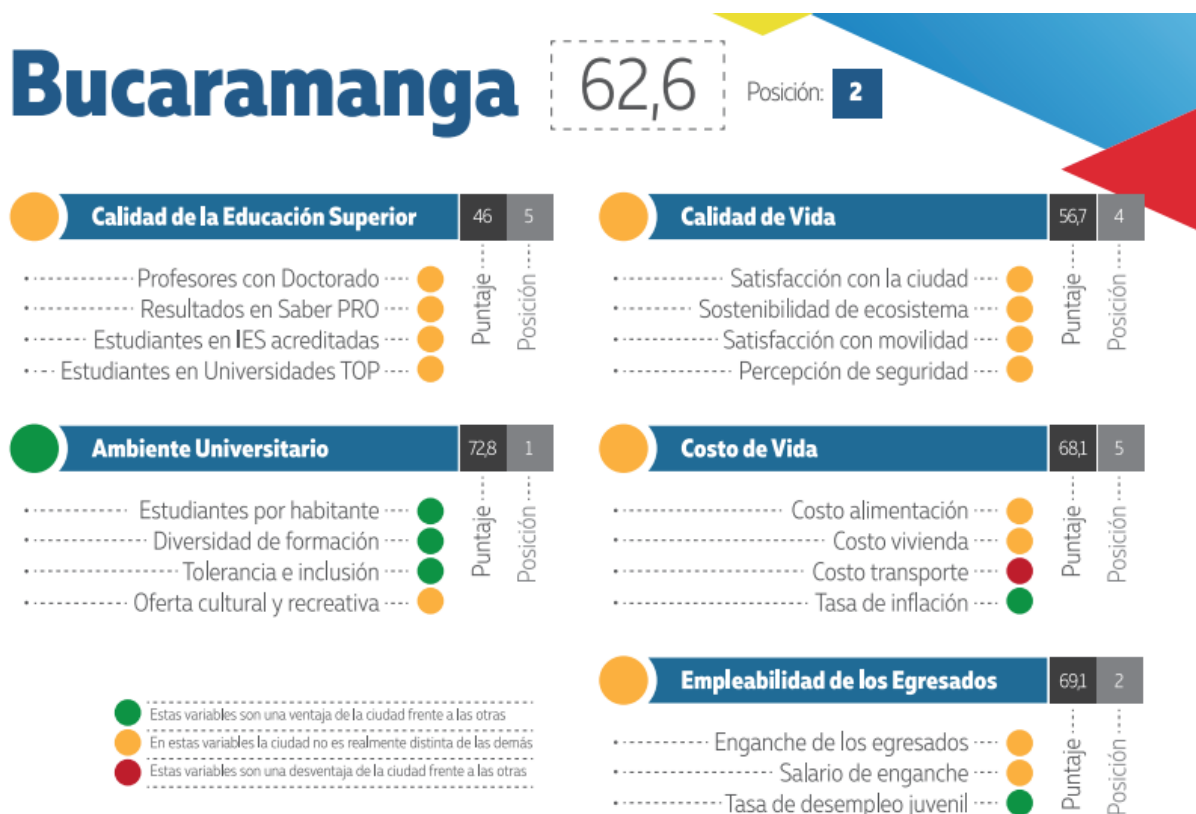 Bucaramanga 62,6 Posición: 2
Calidad de la Educación Superior 46 5
Profesores con Doctorado
Resultados en Saber PRO
Estudiantes en IES acreditadas
Estudiantes en Universidades TOP
Puntaje
Posición
Calidad de Vida 56,7 4
Satisfacción con la ciudad
Sostenibilidad de ecosistema
Satisfacción con movilidad
Percepción de seguridad
Puntaje
Posición
Ambiente Universitario 72,8 1
Estudiantes por habitante
Diversidad de formación
Tolerancia e inclusión
Oferta cultural y recreativa
Puntaje
Posición
Costo de Vida 68,1 5
Costo alimentación
Costo vivienda
Costo transporte
Tasa de inflación
Puntaje
Posición
Estas variables son una ventaja de la ciudad frente a las otras
En estas variables la ciudad no es realmente distinta de las demás
Estas variables son una desventaja de la ciudad frente a las otras
Empleabilidad de los Egresados 69,1 2
Enganche de los egresados
Salario de enganche
Tasa de desempleo juvenil
Puntaje
Posición